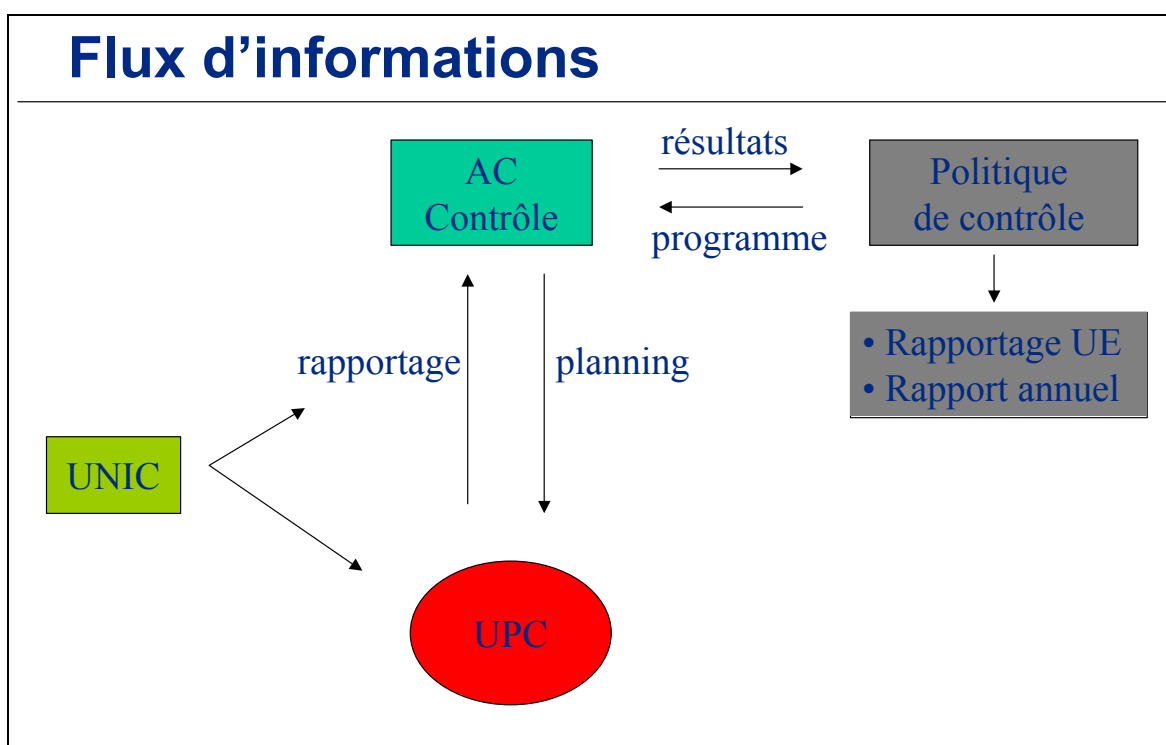 Flux d’informations
AC
Contrôle
résultats
programme
Politique
de contrôle
rapportage
planning
• Rapportage UE
• Rapport annuel
UNIC
UPC